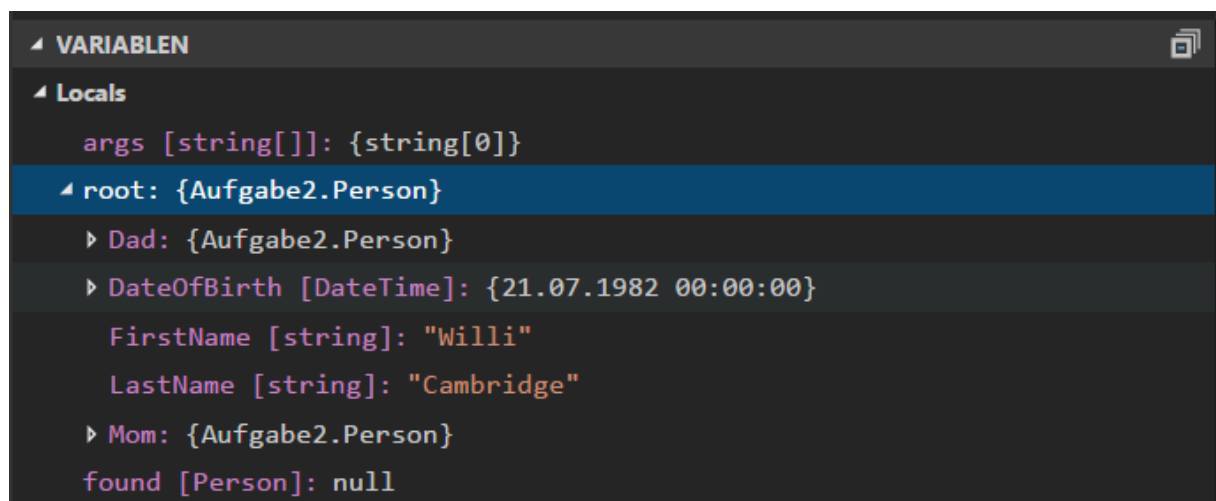 VARIABLEN
Locals
args [string[]]: {string[0]}
root: {Aufgabe2.Person}
Dad: {Aufgabe2.Person}
DateOfBirth [DateTime]: {21.07.1982 00:00:00}
FirstName [string]: "Willi"
LastName [string]: "Cambridge"
Mom: {Aufgabe2.Person}
found [Person]: null